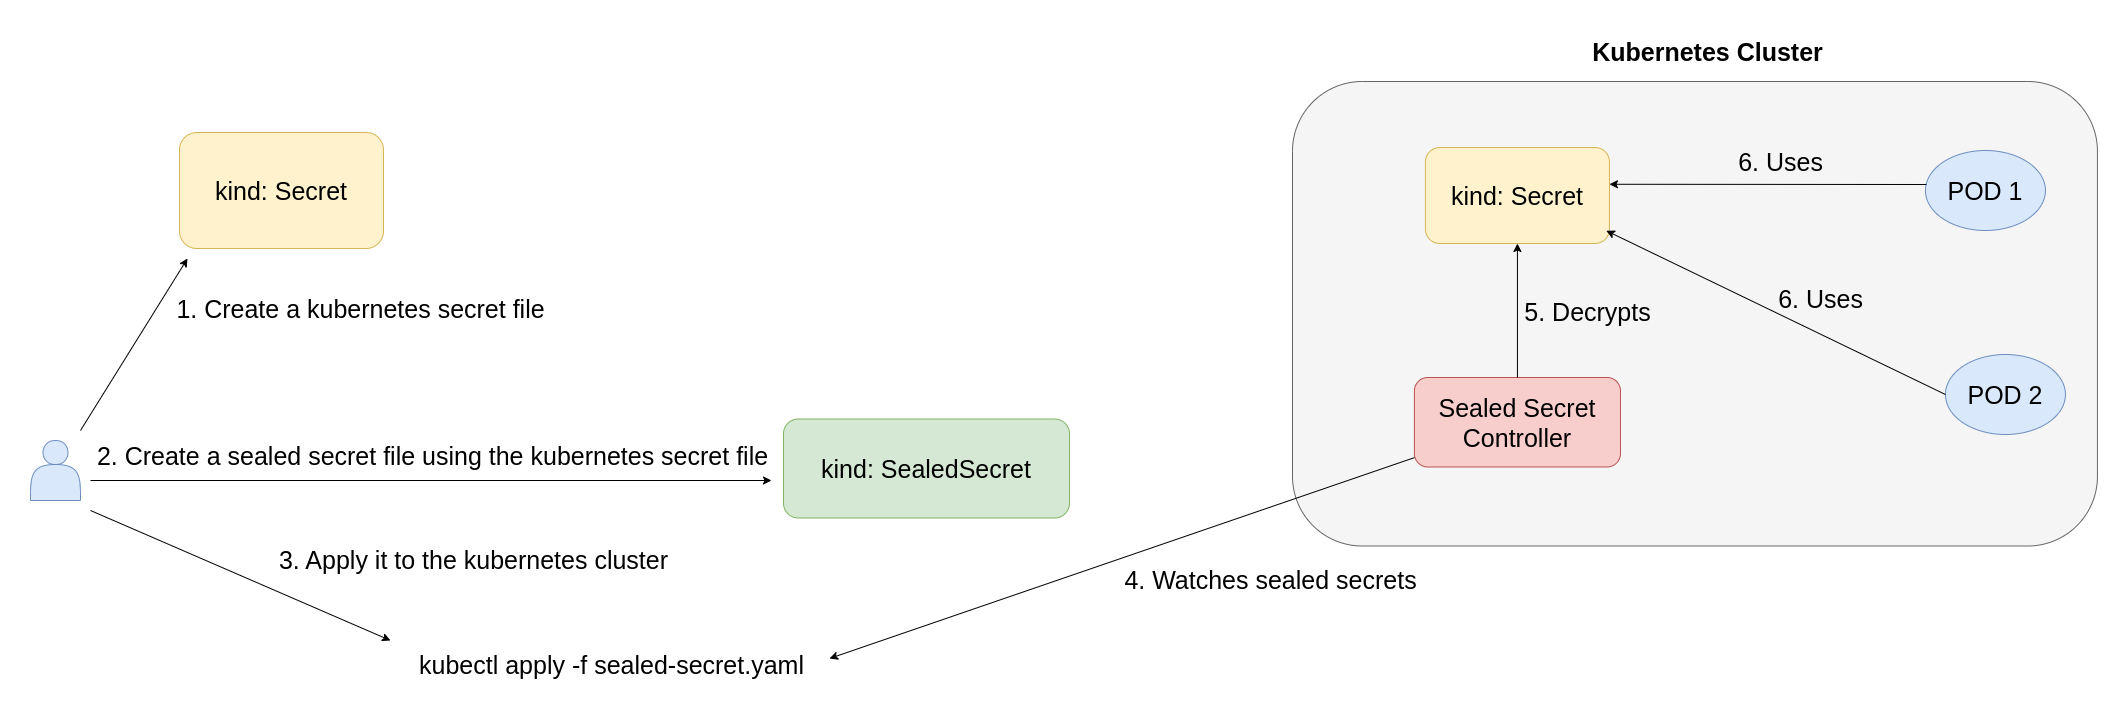 Kubernetes Cluster
kind: Secret
1. Create a kubernetes secret file
2. Create a sealed secret file using the kubernetes secret file
kind: SealedSecret
3. Apply it to the kubernetes cluster
kubectl apply -f sealed-secret.yaml
4. Watches sealed secrets
Sealed Secret
Controller
5. Decrypts
kind: Secret
6. Uses
POD 1
6. Uses
POD 2